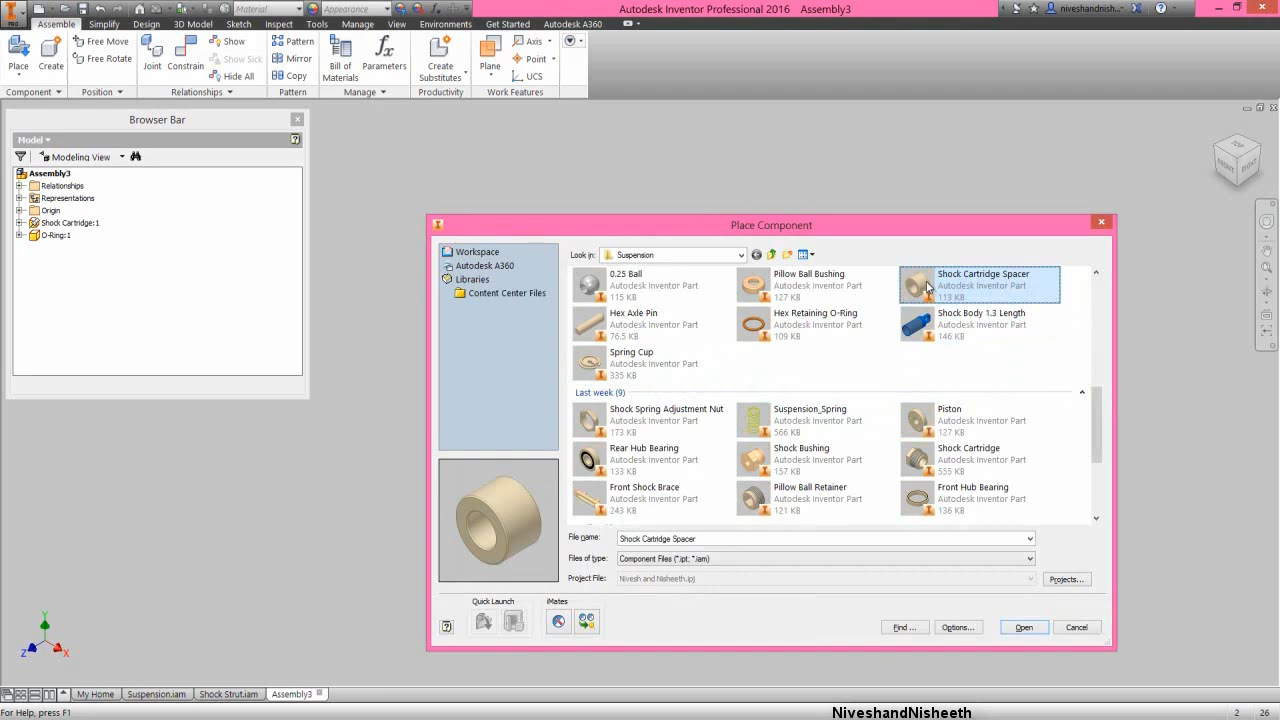 PRO
Material
Appearance
Autodesk Inventor Professional 2016 Assembly3
niveshandnish...
Assemble Simplify Design 3D Model Sketch Inspect Tools Manage View Environments Get Started Autodesk A360
Place
Create
Free Move
Free Rotate
Joint
Constrain
Show
Show Sick
Hide All
Pattern
Mirror
Copy
Bill of
Materials
Parameters
Create
Substitutes
Plane
Axis
Point
UCS
Component Position Relationships Pattern Manage Productivity Work Features
Browser Bar
Model
Modeling View
Assembly3
Relationships
Representations
Origin
Shock Cartridge:1
O-Ring:1
TOP
FRONT
RIGHT
Place Component
Workspace
Autodesk A360
Libraries
Content Center Files
Look in: Suspension
0.25 Ball
Autodesk Inventor Part
115 KB
Pillow Ball Bushing
Autodesk Inventor Part
127 KB
Shock Cartridge Spacer
Autodesk Inventor Part
113 KB
Hex Axle Pin
Autodesk Inventor Part
76.5 KB
Hex Retaining O-Ring
Autodesk Inventor Part
109 KB
Shock Body 1.3 Length
Autodesk Inventor Part
146 KB
Spring Cup
Autodesk Inventor Part
335 KB
Last week (9)
Shock Spring Adjustment Nut
Autodesk Inventor Part
173 KB
Suspension_Spring
Autodesk Inventor Part
566 KB
Piston
Autodesk Inventor Part
127 KB
Rear Hub Bearing
Autodesk Inventor Part
133 KB
Shock Bushing
Autodesk Inventor Part
157 KB
Shock Cartridge
Autodesk Inventor Part
555 KB
Front Shock Brace
Autodesk Inventor Part
243 KB
Pillow Ball Retainer
Autodesk Inventor Part
121 KB
Front Hub Bearing
Autodesk Inventor Part
136 KB
File name: Shock Cartridge Spacer
Files of type: Component Files (*.ipt; *.iam)
Project File: Nivesh and Nisheeth.ipj
Projects...
Quick Launch
iMates
Find ...
Options...
Open
Cancel
Y
Z
X
My Home Suspension.iam Shock Strut.iam Assembly3
For Help, press F1
NiveshandNisheeth
2 26